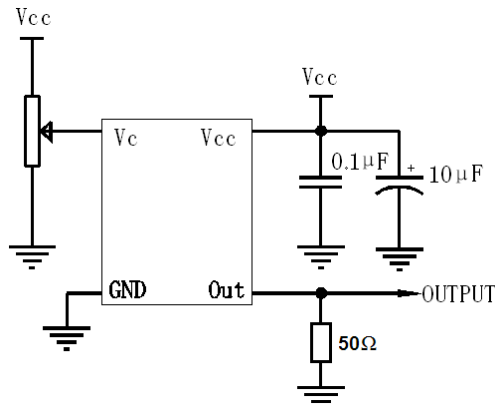 Vcc
Vcc
Vc
Vcc
0.1μF
+
10μF
GND
Out
OUTPUT
50Ω